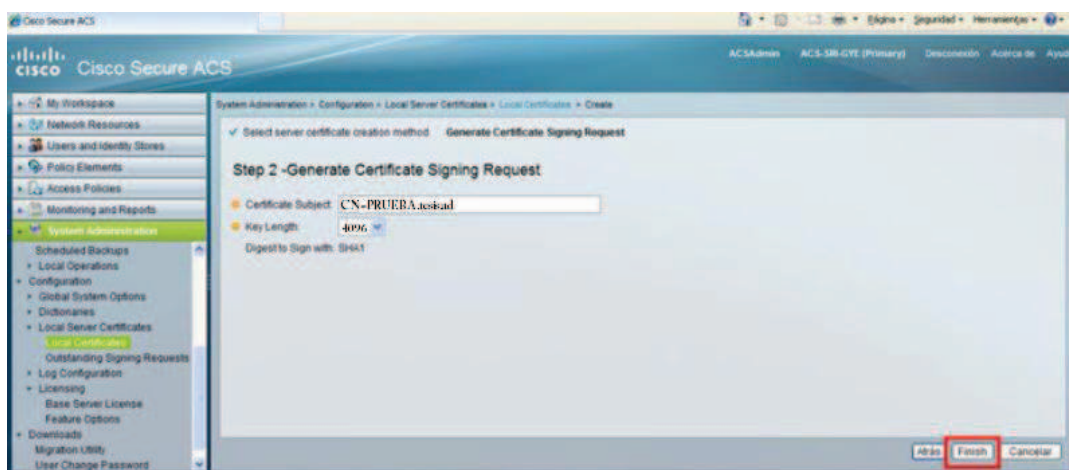 Cisco Secure ACS
Página Seguridad Herramientas
CISCO Cisco Secure ACS
ACSAdmin ACS-SRI-GYE (Primary) Desconexión Acerca de Ayud
My Workspace
Network Resources
Users and Identity Stores
Policy Elements
Access Policies
Monitoring and Reports
System Administration
Scheduled Backups
Local Operations
Configuration
Global System Options
Dictionaries
Local Server Certificates
Local Certificates
Outstanding Signing Requests
Log Configuration
Licensing
Base Server License
Feature Options
Downloads
Migration Utility
User Change Password
System Administration > Configuration > Local Server Certificates > Local Certificates > Create
Select server certificate creation method Generate Certificate Signing Request
Step 2 -Generate Certificate Signing Request
Certificate Subject:
Key Length: 4096
Digest to Sign with: SHA1
Atrás Finish Cancelar